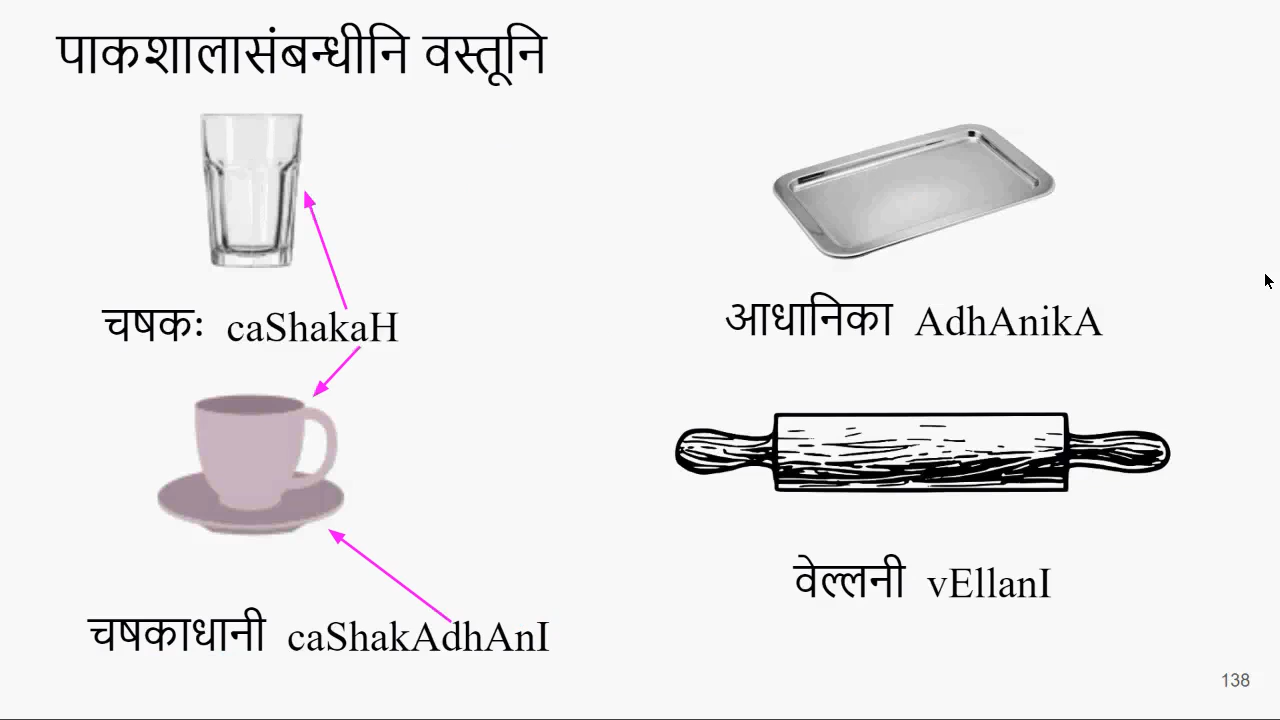 पाकशालासंबन्धीनि वस्तूनि
चषकः caShakaH
आधानिका AdhAnikA
वेल्लनी vEllanI
चषकाधानी caShakAdhAnI
138